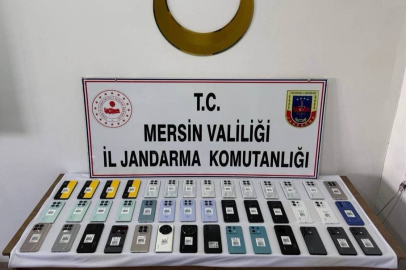 T.C.
MERSİN VALİLİĞİ
İL JANDARMA KOMUTANLIĞI